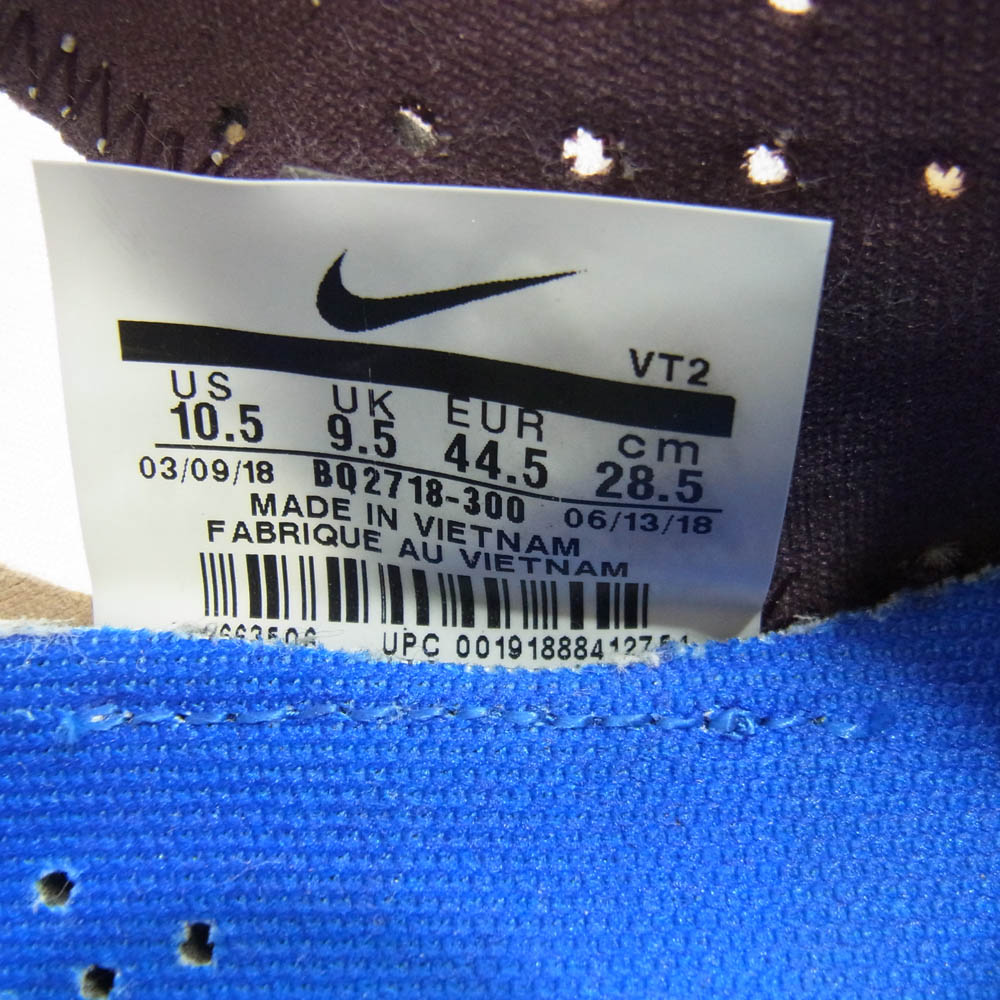 VT2
US UK EUR cm
10.5 9.5 44.5 28.5
03/09/18 BQ2718-300 06/13/18
MADE IN VIETNAM
FABRIQUE AU VIETNAM
UPC